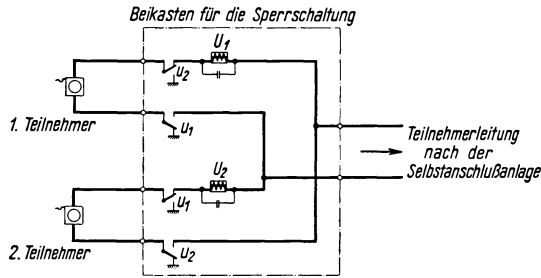 Beikasten für die Sperrschaltung
U1
u2
1. Teilnehmer
u1
Teilnehmerleitung
nach der
Selbstanschlußanlage
U2
u1
2. Teilnehmer
u2